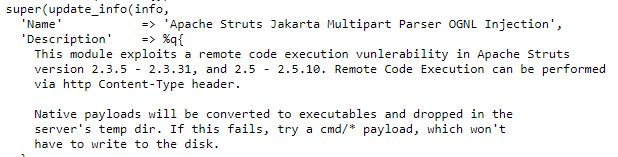 super(update_info(info,
'Name' => 'Apache Struts Jakarta Multipart Parser OGNL Injection',
'Description' => %q{
This module exploits a remote code execution vunlerability in Apache Struts
version 2.3.5 - 2.3.31, and 2.5 - 2.5.10. Remote Code Execution can be performed
via http Content-Type header.
Native payloads will be converted to executables and dropped in the
server's temp dir. If this fails, try a cmd/* payload, which won't
have to write to the disk.